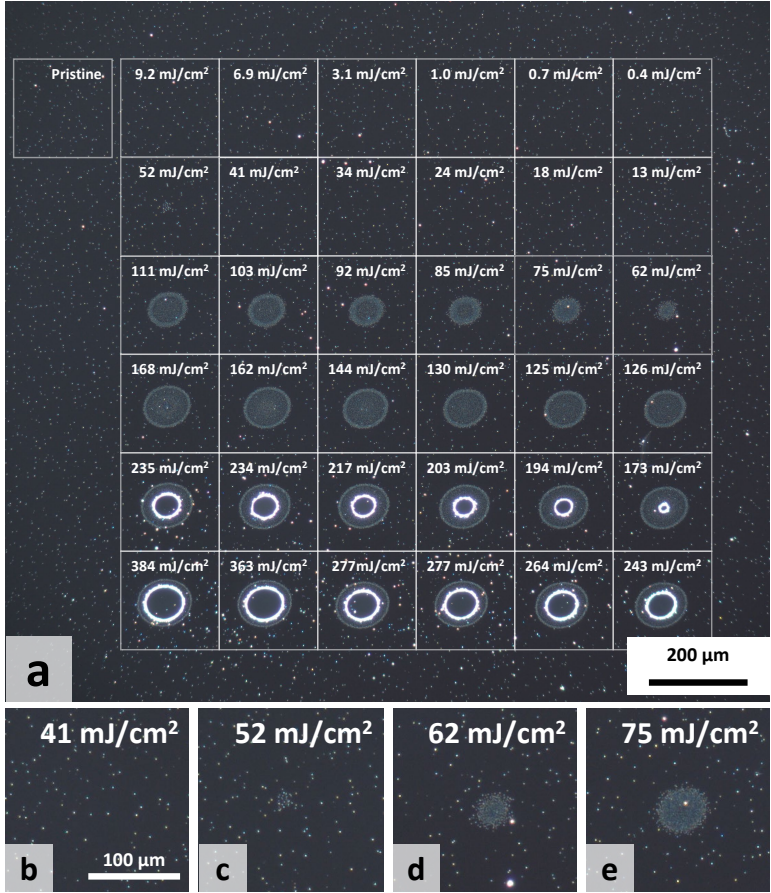 Pristine 9.2 mJ/cm² 6.9 mJ/cm² 3.1 mJ/cm² 1.0 mJ/cm² 0.7 mJ/cm² 0.4 mJ/cm²
52 mJ/cm² 41 mJ/cm² 34 mJ/cm² 24 mJ/cm² 18 mJ/cm² 13 mJ/cm²
111 mJ/cm² 103 mJ/cm² 92 mJ/cm² 85 mJ/cm² 75 mJ/cm² 62 mJ/cm²
168 mJ/cm² 162 mJ/cm² 144 mJ/cm² 130 mJ/cm² 125 mJ/cm² 126 mJ/cm²
235 mJ/cm² 234 mJ/cm² 217 mJ/cm² 203 mJ/cm² 194 mJ/cm² 173 mJ/cm²
384 mJ/cm² 363 mJ/cm² 277mJ/cm² 277 mJ/cm² 264 mJ/cm² 243 mJ/cm²
a 200 µm
41 mJ/cm² 52 mJ/cm² 62 mJ/cm² 75 mJ/cm²
b 100 µm c d e